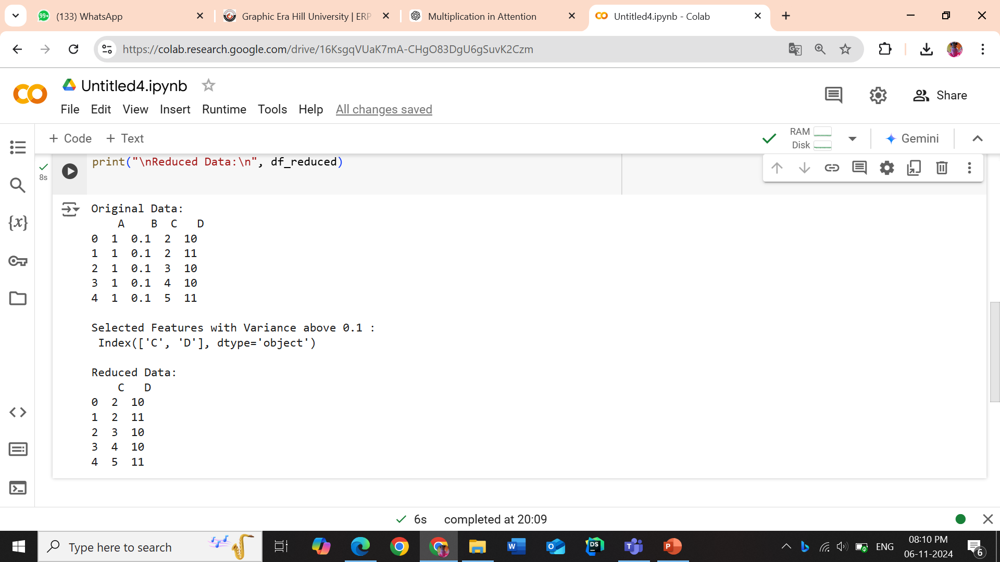 (133) WhatsApp
Graphic Era Hill University | ERP
Multiplication in Attention
Untitled4.ipynb - Colab
https://colab.research.google.com/drive/16KsgqVUaK7mA-CHgO83DgU6gSuvK2Czm
Untitled4.ipynb
Share
File Edit View Insert Runtime Tools Help All changes saved
+ Code + Text
RAM
Disk
Gemini
print("\nReduced Data:\n", df_reduced)
8s
Original Data:
A B C D
0 1 0.1 2 10
1 1 0.1 2 11
2 1 0.1 3 10
3 1 0.1 4 10
4 1 0.1 5 11
Selected Features with Variance above 0.1 :
Index(['C', 'D'], dtype='object')
Reduced Data:
C D
0 2 10
1 2 11
2 3 10
3 4 10
4 5 11
6s completed at 20:09
Type here to search
ENG
08:10 PM
06-11-2024
6